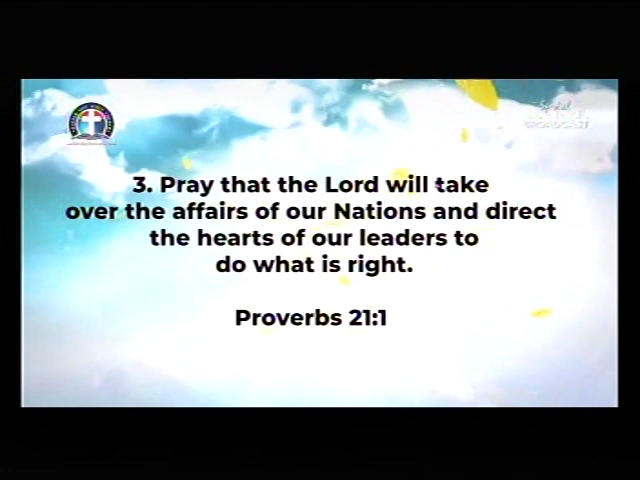 3. Pray that the Lord will take
over the affairs of our Nations and direct
the hearts of our leaders to
do what is right.
Proverbs 21:1
BROADCAST